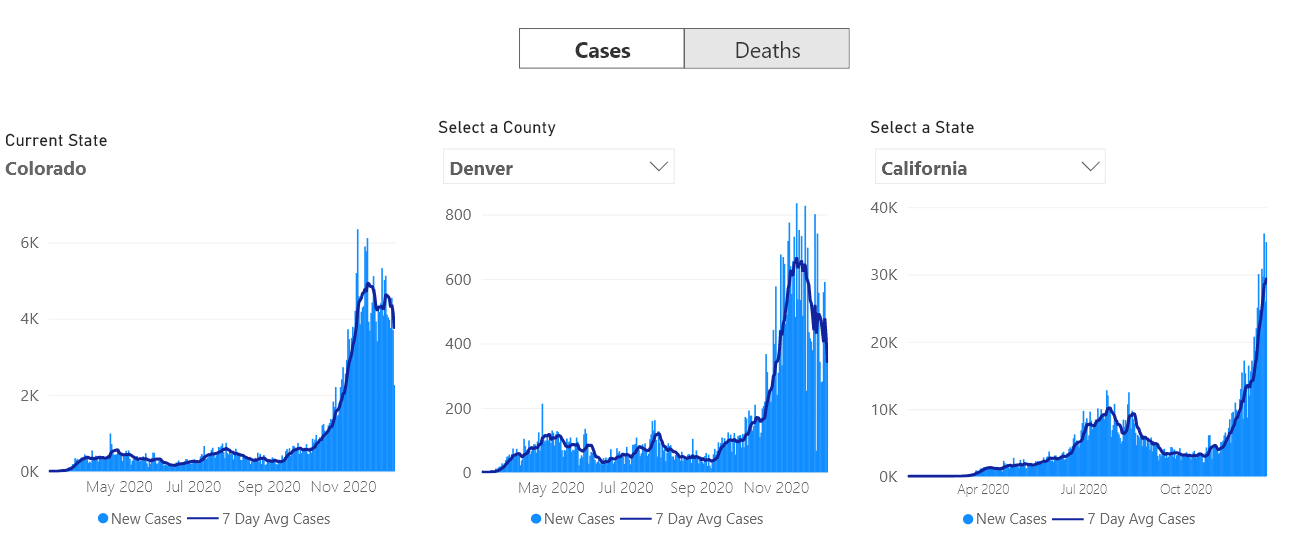 Cases Deaths
Current State
Colorado
6K
4K
2K
0K
May 2020 Jul 2020 Sep 2020 Nov 2020
New Cases 7 Day Avg Cases
Select a County
Denver
800
600
400
200
0
May 2020 Jul 2020 Sep 2020 Nov 2020
New Cases 7 Day Avg Cases
Select a State
California
40K
30K
20K
10K
0K
Apr 2020 Jul 2020 Oct 2020
New Cases 7 Day Avg Cases